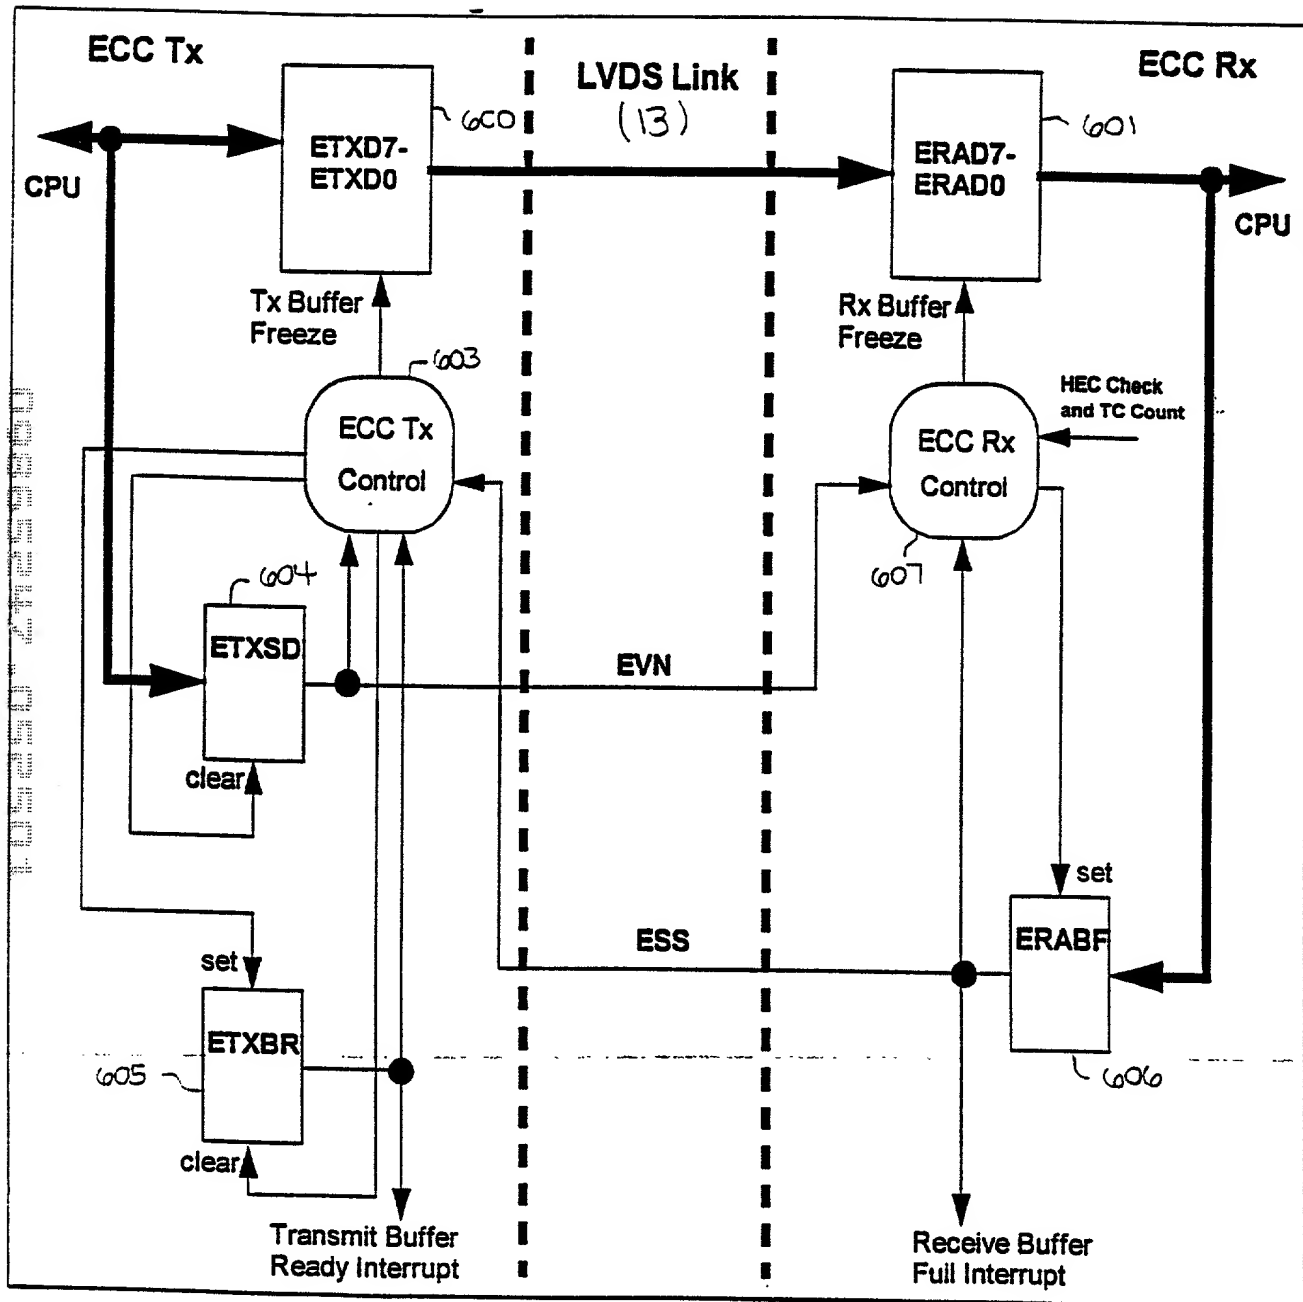 ECC Tx
LVDS Link
(13)
ECC Rx
600
601
ETXD7-
ETXD0
ERAD7-
ERAD0
CPU
CPU
Tx Buffer
Freeze
Rx Buffer
Freeze
603
HEC Check
and TC Count
ECC Tx
Control
ECC Rx
Control
604
607
ETXSD
EVN
clear
set
ESS
ERABF
set
ETXBR
605
606
clear
Transmit Buffer
Ready Interrupt
Receive Buffer
Full Interrupt